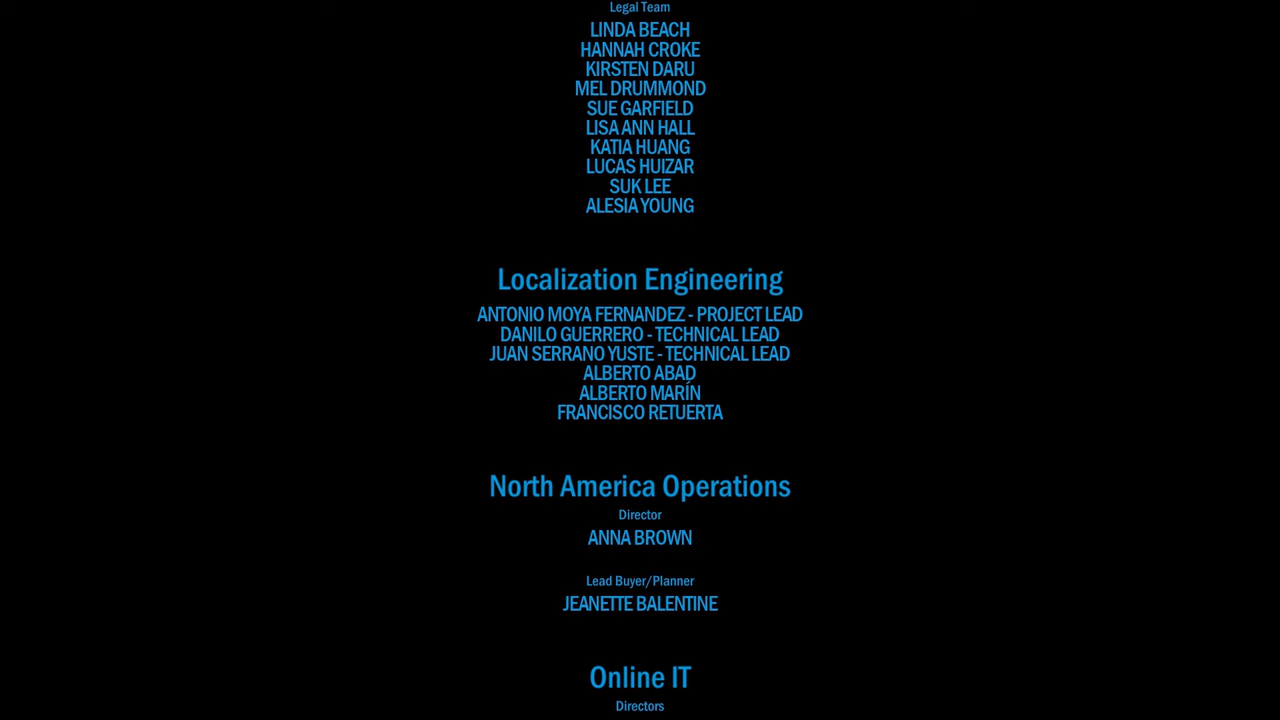 Legal Team
LINDA BEACH
HANNAH CROKE
KIRSTEN DARU
MEL DRUMMOND
SUE GARFIELD
LISA ANN HALL
KATIA HUANG
LUCAS HUIZAR
SUK LEE
ALESIA YOUNG
Localization Engineering
ANTONIO MOYA FERNANDEZ - PROJECT LEAD
DANILO GUERRERO - TECHNICAL LEAD
JUAN SERRANO YUSTE - TECHNICAL LEAD
ALBERTO ABAD
ALBERTO MARÍN
FRANCISCO RETUERTA
North America Operations
Director
ANNA BROWN
Lead Buyer/Planner
JEANETTE BALENTINE
Online IT
Directors